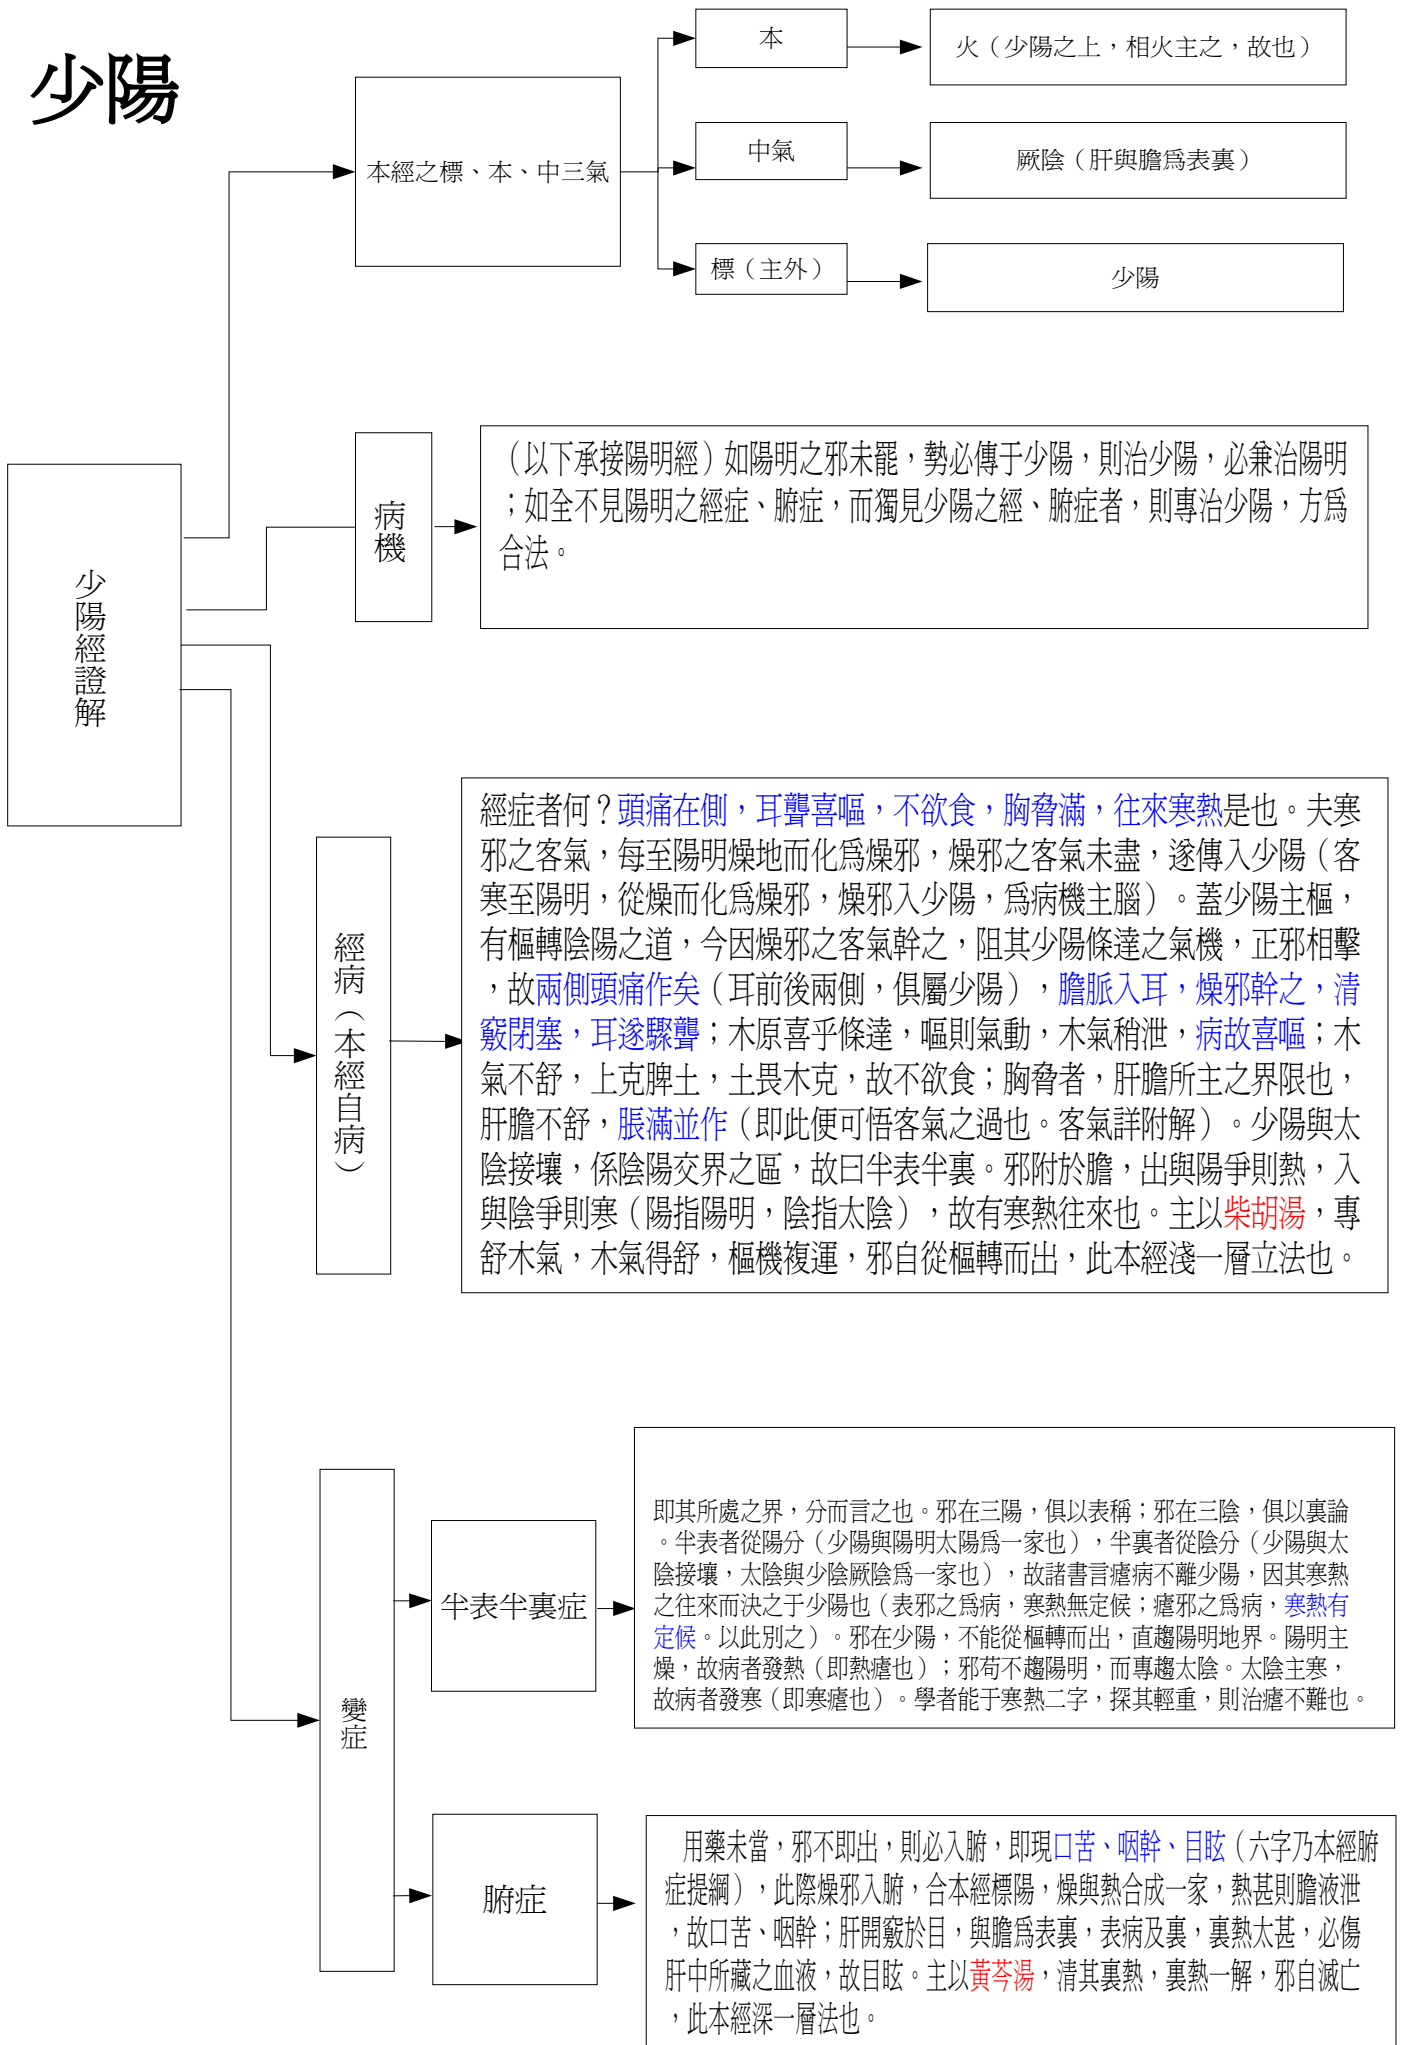 少陽
本
火（少陽之上，相火主之，故也）
本經之標、本、中三氣
中氣
厥陰（肝與膽爲表裏）
標（主外）
少陽
少陽經證解
病機
（以下承接陽明經）如陽明之邪未罷，勢必傳于少陽，則治少陽，必兼治陽明
；如全不見陽明之經症、腑症，而獨見少陽之經、腑症者，則專治少陽，方爲
合法。
經病（本經自病）
經症者何？頭痛在側，耳聾喜嘔，不欲食，胸脅滿，往來寒熱是也。夫寒
邪之客氣，每至陽明燥地而化爲燥邪，燥邪之客氣未盡，遂傳入少陽（客
寒至陽明，從燥而化爲燥邪，燥邪入少陽，爲病機主腦）。蓋少陽主樞，
有樞轉陰陽之道，今因燥邪之客氣幹之，阻其少陽條達之氣機，正邪相擊
，故兩側頭痛作矣（耳前後兩側，俱屬少陽），膽脈入耳，燥邪幹之，清
竅閉塞，耳遂驟聾；木原喜乎條達，嘔則氣動，木氣稍泄，病故喜嘔；木
氣不舒，上克脾土，土畏木克，故不欲食；胸脅者，肝膽所主之界限也，
肝膽不舒，脹滿並作（即此便可悟客氣之過也。客氣詳附解）。少陽與太
陰接壤，係陰陽交界之區，故曰半表半裏。邪附於膽，出與陽爭則熱，入
與陰爭則寒（陽指陽明，陰指太陰），故有寒熱往來也。主以柴胡湯，專
舒木氣，木氣得舒，樞機複運，邪自從樞轉而出，此本經淺一層立法也。
變症
半表半裏症
即其所處之界，分而言之也。邪在三陽，俱以表稱；邪在三陰，俱以裏論
。半表者從陽分（少陽與陽明太陽爲一家也），半裏者從陰分（少陽與太
陰接壤，太陰與少陰厥陰爲一家也），故諸書言瘧病不離少陽，因其寒熱
之往來而決之于少陽也（表邪之爲病，寒熱無定候；瘧邪之爲病，寒熱有
定候。以此別之）。邪在少陽，不能從樞轉而出，直趨陽明地界。陽明主
燥，故病者發熱（即熱瘧也）；邪苟不趨陽明，而專趨太陰。太陰主寒，
故病者發寒（即寒瘧也）。學者能于寒熱二字，探其輕重，則治瘧不難也。
腑症
用藥未當，邪不即出，則必入腑，即現口苦、咽幹、目眩（六字乃本經腑
症提綱），此際燥邪入腑，合本經標陽，燥與熱合成一家，熱甚則膽液泄
，故口苦、咽幹；肝開竅於目，與膽爲表裏，表病及裏，裏熱太甚，必傷
肝中所藏之血液，故目眩。主以黃芩湯，清其裏熱，裏熱一解，邪自滅亡
，此本經深一層法也。